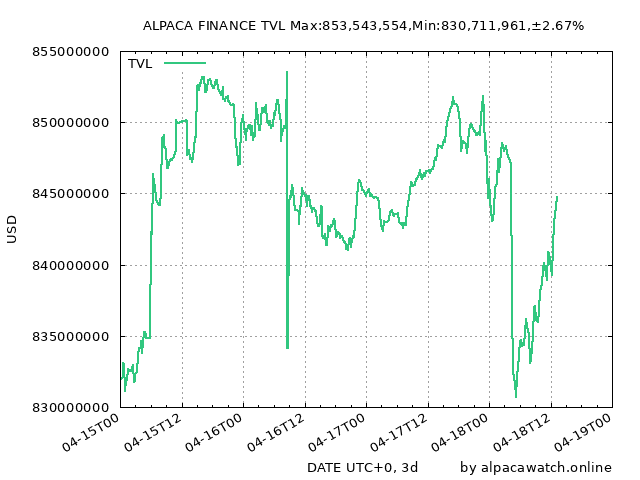 ALPACA FINANCE TVL Max:853,543,554,Min:830,711,961,±2.67%
855000000
TVL
850000000
845000000
USD
840000000
835000000
830000000
04-15T00
04-15T12
04-16T00
04-16T12
04-17T00
04-17T12
04-18T00
04-18T12
04-19T00
DATE UTC+0, 3d
by alpacawatch.online